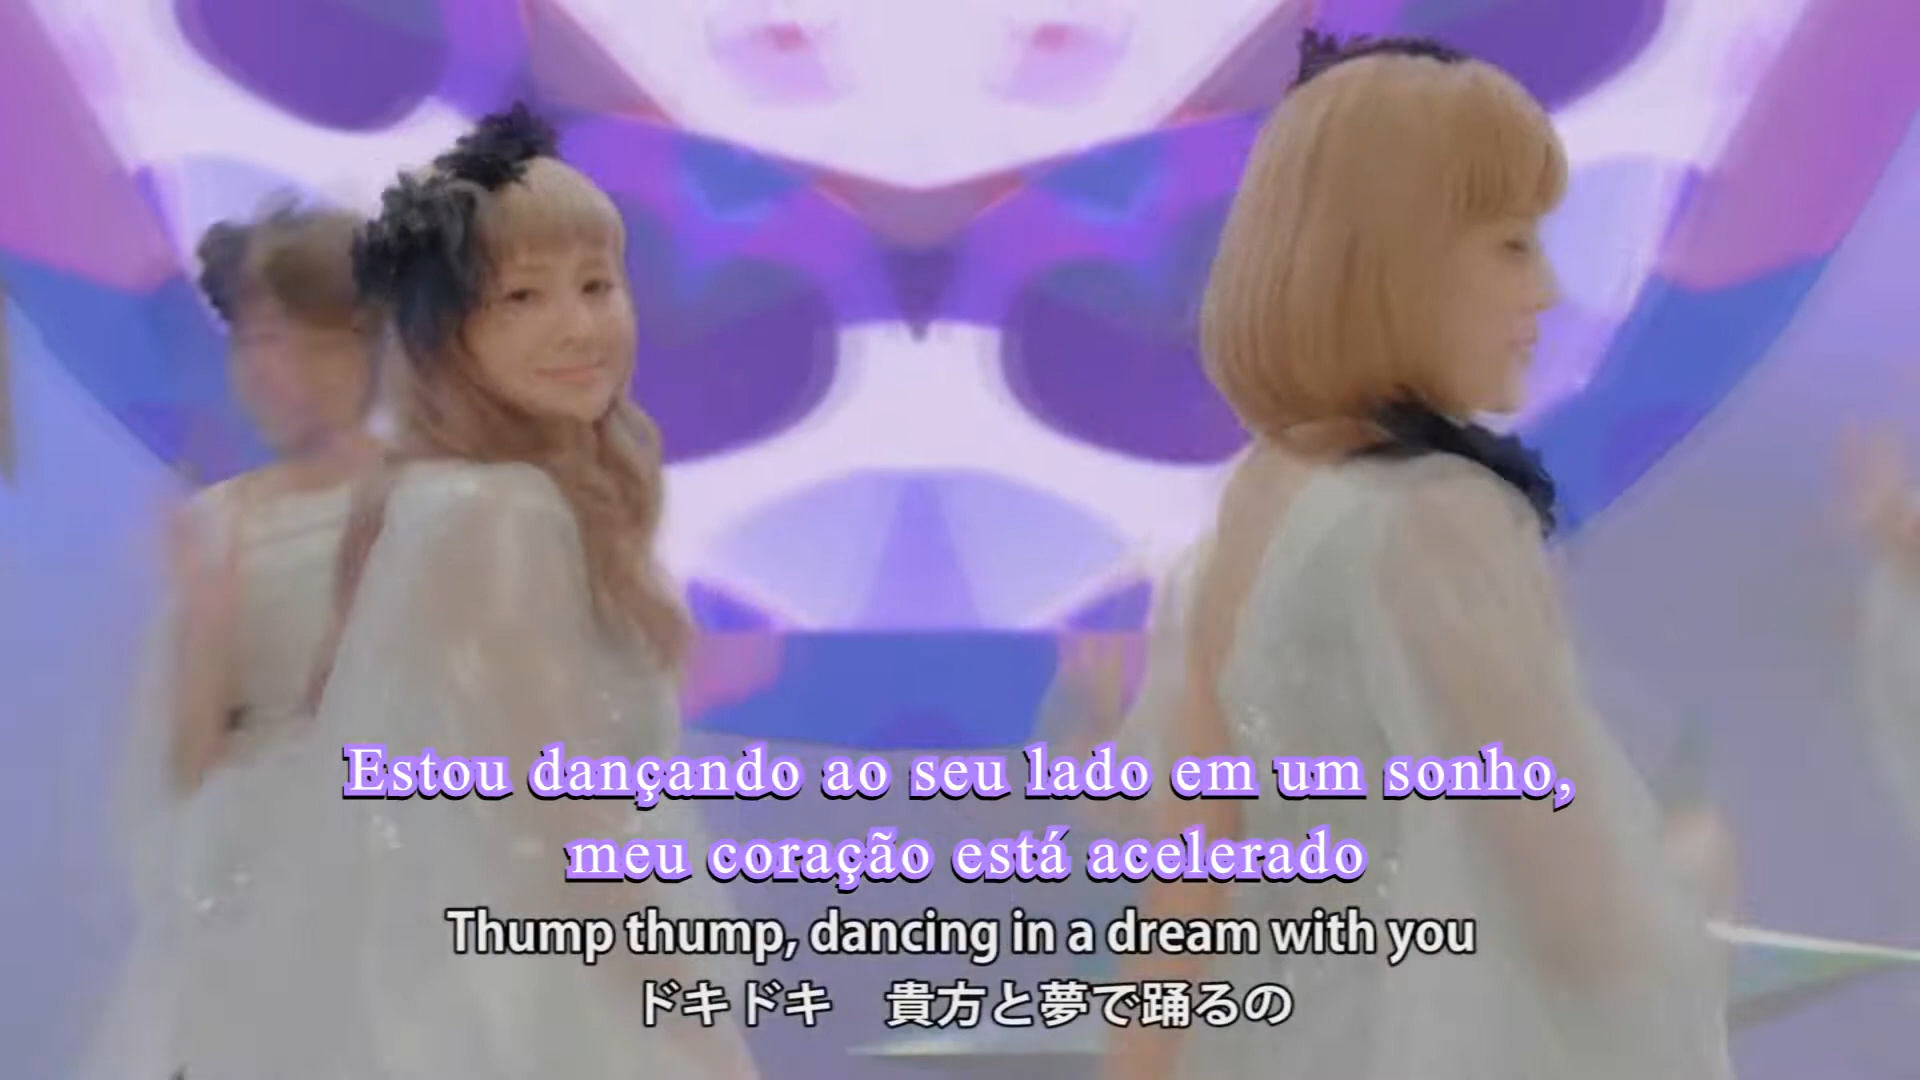 Estou dançando ao seu lado em um sonho,
meu coração está acelerado
Thump thump, dancing in a dream with you
ドキドキ　貴方と夢で踊るの